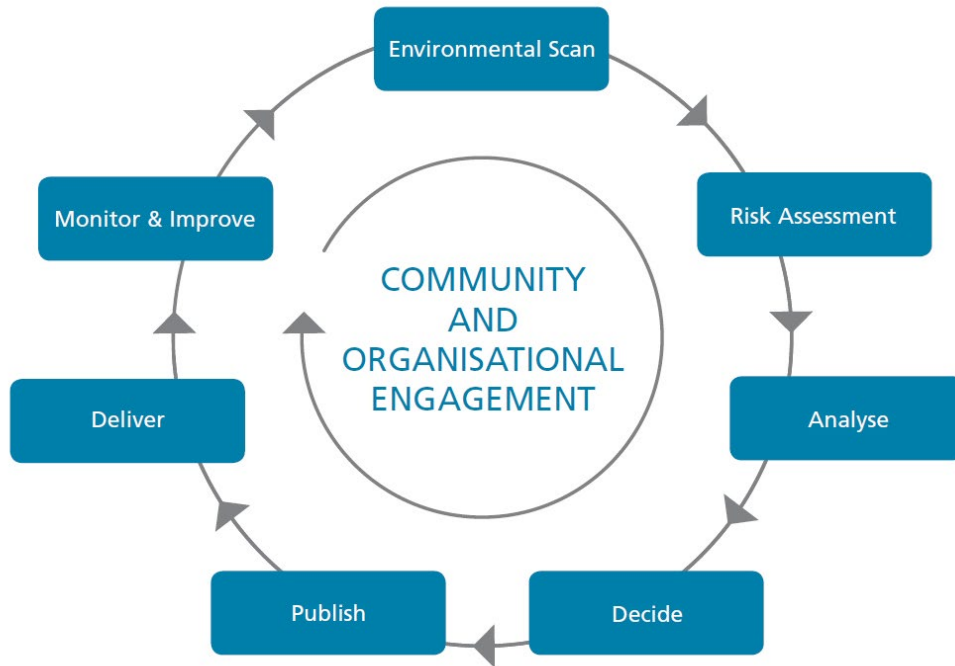 Environmental Scan
Risk Assessment
Analyse
Decide
Publish
Deliver
Monitor & Improve
COMMUNITY
AND
ORGANISATIONAL
ENGAGEMENT